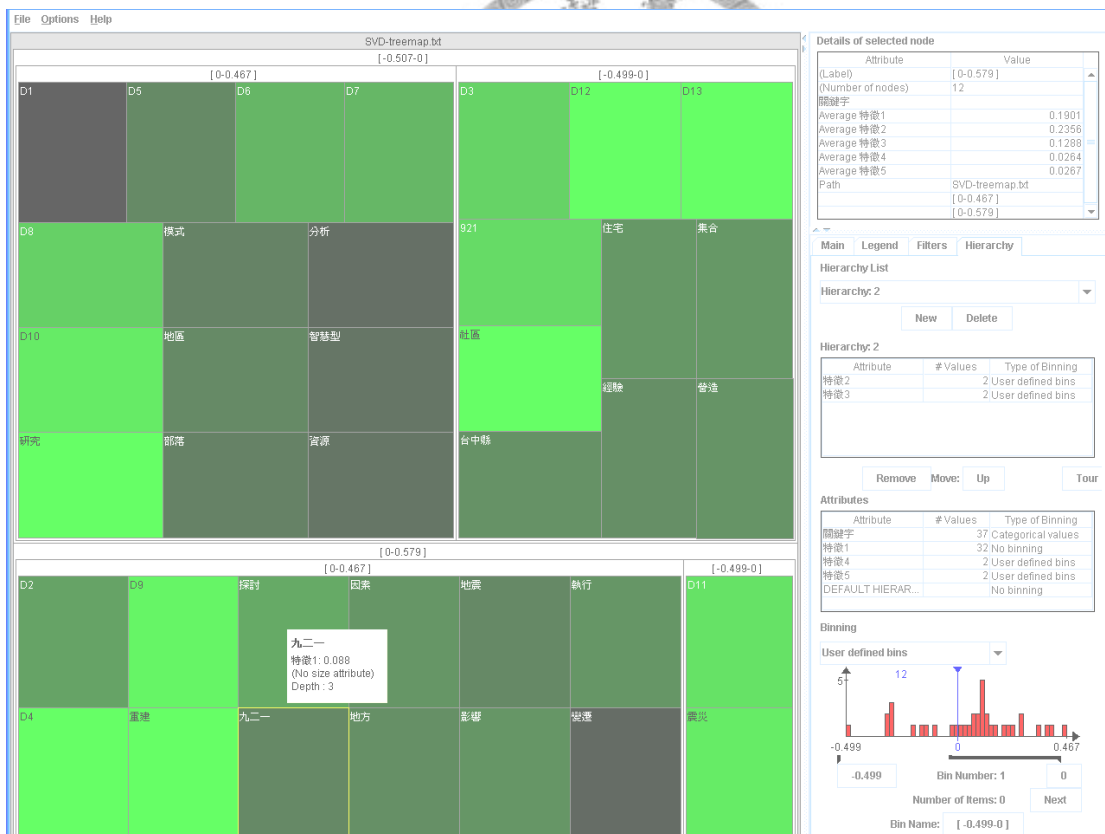 File Options Help
SVD-treemap.txt
[ -0.507-0 ]
[ 0-0.467 ]
[ -0.499-0 ]
D1
D5
D6
D7
D3
D12
D13
D8
模式
分析
921
住宅
集合
D10
地區
智慧型
社區
經驗
營造
研究
部落
資源
台中縣
[ 0-0.579 ]
[ 0-0.467 ]
[ -0.499-0 ]
D2
D9
探討
因素
地震
執行
D11
九二一
特徵1: 0.088
(No size attribute)
Depth : 3
D4
重建
九二一
地方
影響
變遷
震災
Details of selected node
Attribute Value
(Label) [ 0-0.579 ]
(Number of nodes) 12
關鍵字
Average 特徵1 0.1901
Average 特徵2 0.2356
Average 特徵3 0.1288
Average 特徵4 0.0264
Average 特徵5 0.0267
Path SVD-treemap.txt
[ 0-0.467 ]
[ 0-0.579 ]
Main Legend Filters Hierarchy
Hierarchy List
Hierarchy: 2
New Delete
Hierarchy: 2
Attribute # Values Type of Binning
特徵2 2 User defined bins
特徵3 2 User defined bins
Remove Move: Up Tour
Attributes
Attribute # Values Type of Binning
關鍵字 37 Categorical values
特徵1 32 No binning
特徵4 2 User defined bins
特徵5 2 User defined bins
DEFAULT HIERAR... No binning
Binning
User defined bins
12
5
-0.499 0 0.467
-0.499 Bin Number: 1 0
Number of Items: 0 Next
Bin Name: [ -0.499-0 ]